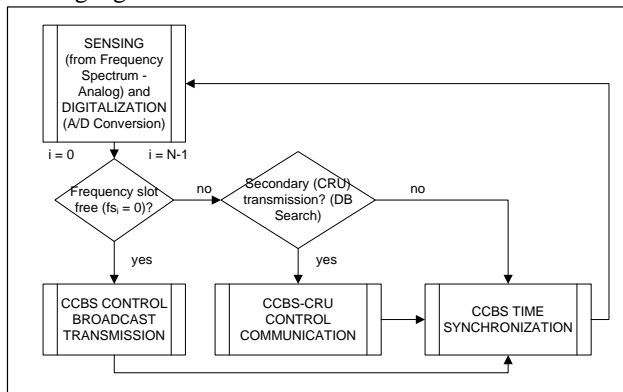 SENSING
(from Frequency
Spectrum -
Analog) and
DIGITALIZATION
(A/D Conversion)
i = 0
i = N-1
Frequency slot
free (fsi = 0)?
no
Secondary (CRU)
transmission? (DB
Search)
no
yes
yes
CCBS CONTROL
BROADCAST
TRANSMISSION
CCBS-CRU
CONTROL
COMMUNICATION
CCBS TIME
SYNCHRONIZATION